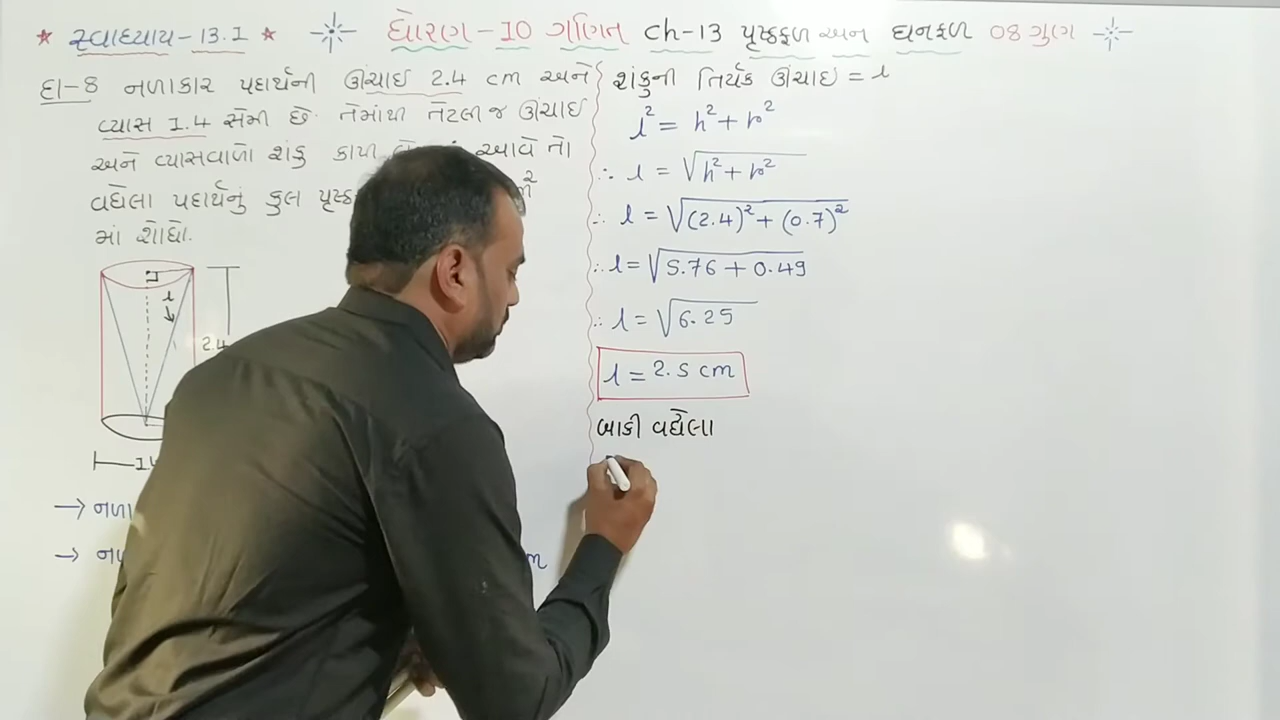 ★ સ્વાધ્યાય-13.1 ★ ધોરણ-10 ગણિત ch-13 પૃષ્ઠફળ અને ઘનફળ 08 ગુણ
દા-8 નળાકાર પદાર્થની ઊંચાઈ 2.4 cm અને
વ્યાસ 1.4 સેમી છે. તેમાંથી તેટલી જ ઊંચાઈ
અને વ્યાસવાળો શંકુ કાપી આવે તો
વધેલા પદાર્થનું કુલ
માં શોધો.
l
2.4
→ નળા
→
m
શંકુની તિર્યક ઊંચાઈ = l
l² = h² + r²
∴ l = √(h² + r²)
∴ l = √((2.4)² + (0.7)²)
∴ l = √(5.76 + 0.49)
∴ l = √6.25
l = 2.5 cm
બાકી વધેલા